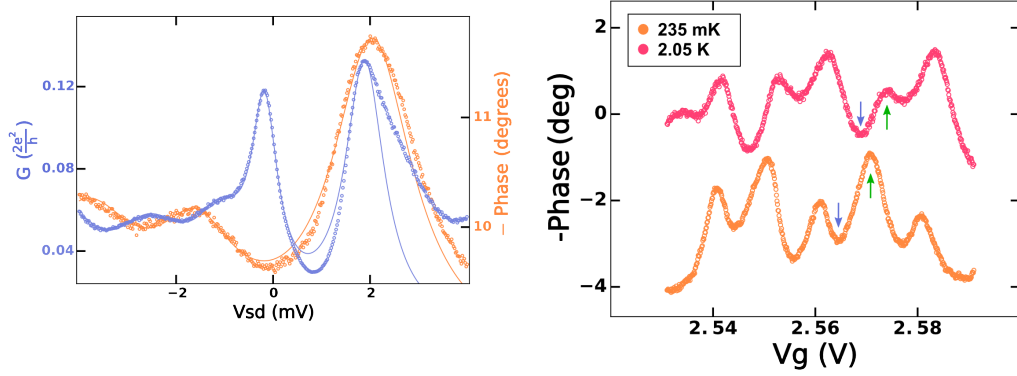 0.12
0.08
0.04
G (2e²/h)
−2
0
2
Vsd (mV)
11
10
− Phase (degrees)
235 mK
2.05 K
2
0
−2
−4
-Phase (deg)
2.54
2.56
2.58
Vg (V)